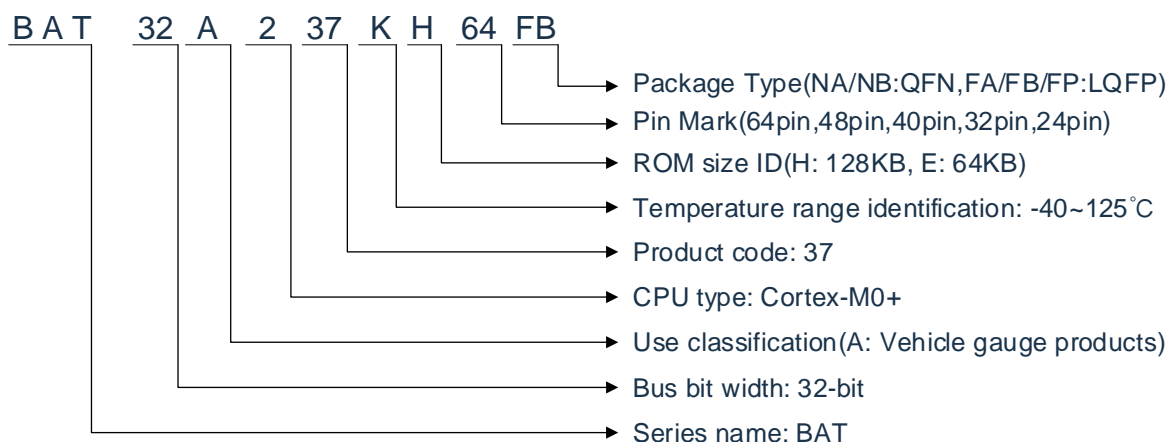 BAT 32 A 2 37 K H 64 FB
Package Type(NA/NB:QFN,FA/FB/FP:LQFP)
Pin Mark(64pin,48pin,40pin,32pin,24pin)
ROM size ID(H: 128KB, E: 64KB)
Temperature range identification: -40~125℃
Product code: 37
CPU type: Cortex-M0+
Use classification(A: Vehicle gauge products)
Bus bit width: 32-bit
Series name: BAT